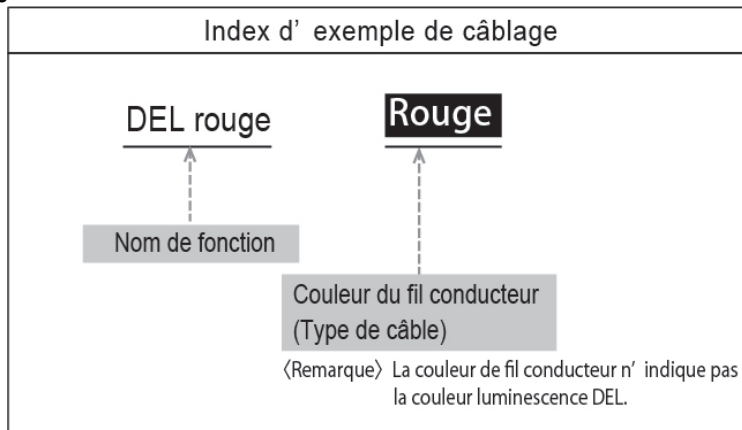 Index d’ exemple de câblage
DEL rouge
Rouge
Nom de fonction
Couleur du fil conducteur
(Type de câble)
〈Remarque〉 La couleur de fil conducteur n’ indique pas
la couleur luminescence DEL.